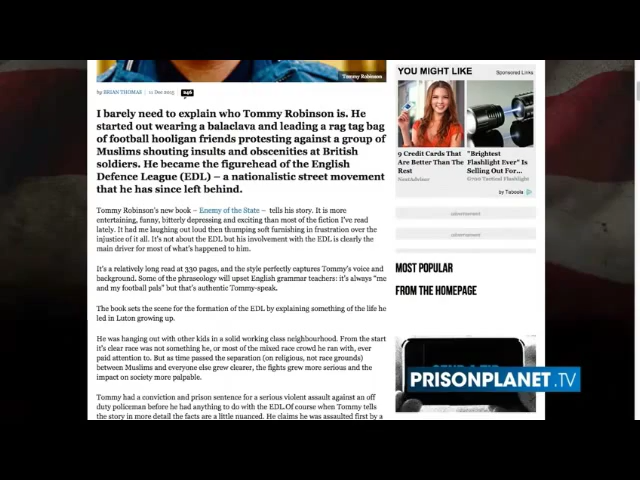 Tommy Robinson
by BRIAN THOMAS | 11 Dec 2015 | 246
I barely need to explain who Tommy Robinson is. He
started out wearing a balaclava and leading a rag tag bag
of football hooligan friends protesting against a group of
Muslims shouting insults and obscenities at British
soldiers. He became the figurehead of the English
Defence League (EDL) – a nationalistic street movement
that he has since left behind.
Tommy Robinson's new book – Enemy of the State – tells his story. It is more
entertaining, funny, bitterly depressing and exciting than most of the fiction I've read
lately. It had me laughing out loud then thumping soft furnishing in frustration over the
injustice of it all. It's not about the EDL but his involvement with the EDL is clearly the
main driver for most of what's happened to him.
It's a relatively long read at 330 pages, and the style perfectly captures Tommy's voice and
background. Some of the phraseology will upset English grammar teachers: it's always "me
and my football pals" but that's authentic Tommy-speak.
The book sets the scene for the formation of the EDL by explaining something of the life he
led in Luton growing up.
He was hanging out with other kids in a solid working class neighbourhood. From the start
it's clear race was not something he, or most of the mixed race crowd he ran with, ever
paid attention to. But as time passed the separation (on religious, not race grounds)
between Muslims and everyone else grew clearer, the fights grew more serious and the
impact on society more palpable.
Tommy had a conviction and prison sentence for a serious violent assault against an off
duty policeman before he had anything to do with the EDL.Of course when Tommy tells
the story in more detail the facts are a little nuanced. He claims he was assaulted first by a
YOU MIGHT LIKE
Sponsored Links
9 Credit Cards That
Are Better Than The
Rest
NextAdvisor
"Brightest
Flashlight Ever" Is
Selling Out For...
G700 Tactical Flashlight
by Taboola
advertisement
advertisement
MOST POPULAR
FROM THE HOMEPAGE
advertisement
PRISONPLANET.TV